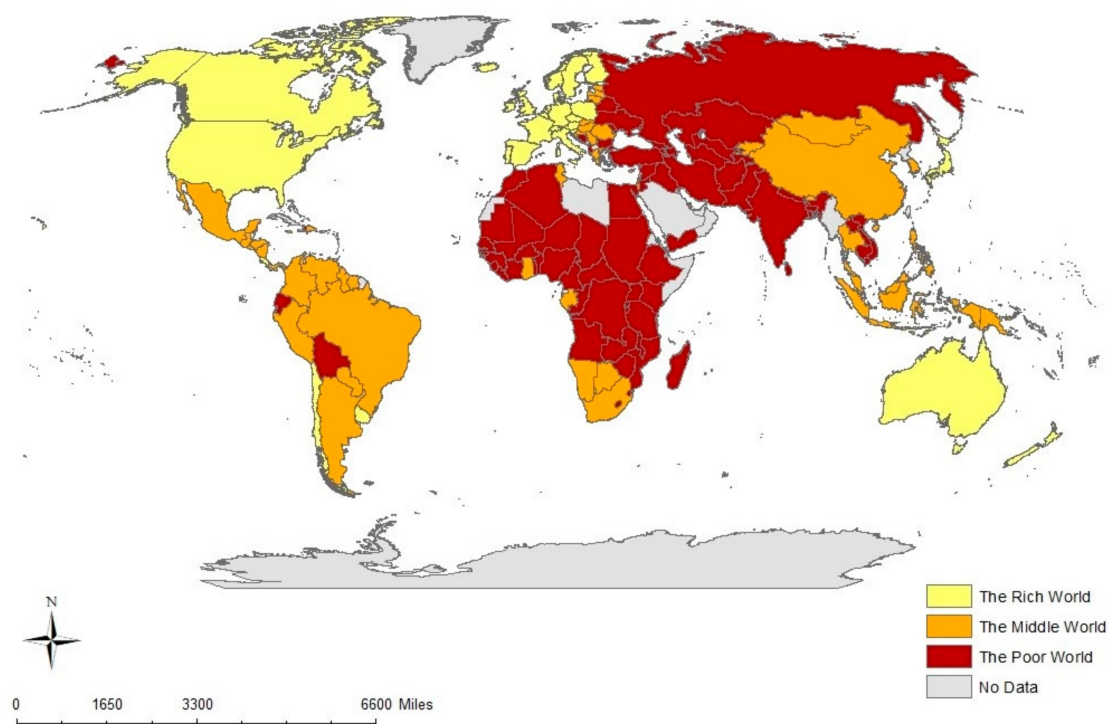 The Rich World
The Middle World
The Poor World
No Data
N
0 1650 3300 6600 Miles